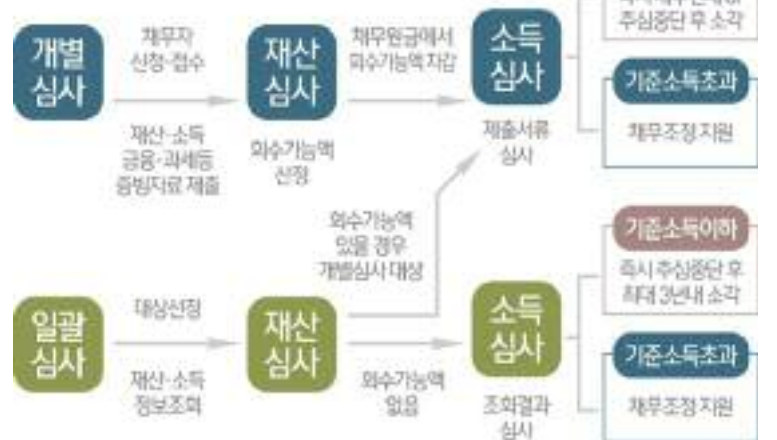 주심중단 후 소각
개별
심사
채무자
신청·접수
재산·소득
금융·과세등
증빙자료 제출
재산
심사
회수가능액
산정
채무원금에서
회수가능액 차감
소득
심사
제출서류
심사
기준소득초과
채무조정 지원
회수가능액
있을 경우
개별심사 대상
일괄
심사
대상선정
재산·소득
정보조회
재산
심사
회수가능액
없음
소득
심사
조회결과
심사
기준소득이하
즉시 추심중단 후
최대 3년내 소각
기준소득초과
채무조정 지원